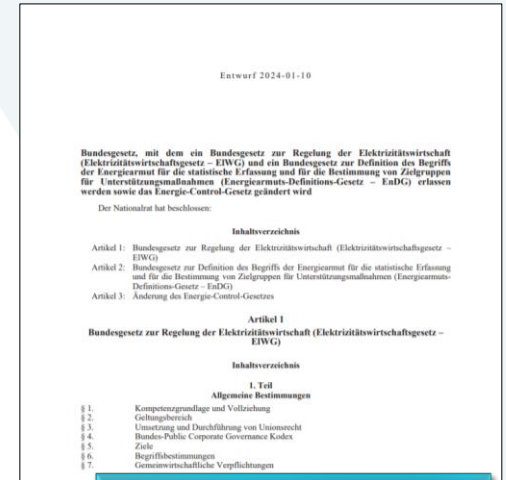 Entwurf 2024-01-10
Bundesgesetz, mit dem ein Bundesgesetz zur Regelung der Elektrizitätswirtschaft
(Elektrizitätswirtschaftsgesetz – ElWG) und ein Bundesgesetz zur Definition des Begriffs
der Energiearmut für die statistische Erfassung und für die Bestimmung von Zielgruppen
für Unterstützungsmaßnahmen (Energiearmuts-Definitions-Gesetz – EnDG) erlassen
werden sowie das Energie-Control-Gesetz geändert wird
Der Nationalrat hat beschlossen:
Inhaltsverzeichnis
Artikel 1: Bundesgesetz zur Regelung der Elektrizitätswirtschaft (Elektrizitätswirtschaftsgesetz –
ElWG)
Artikel 2: Bundesgesetz zur Definition des Begriffs der Energiearmut für die statistische Erfassung
und für die Bestimmung von Zielgruppen für Unterstützungsmaßnahmen (Energiearmuts-
Definitions-Gesetz – EnDG)
Artikel 3: Änderung des Energie-Control-Gesetzes
Artikel 1
Bundesgesetz zur Regelung der Elektrizitätswirtschaft (Elektrizitätswirtschaftsgesetz –
ElWG)
Inhaltsverzeichnis
1. Teil
Allgemeine Bestimmungen
§ 1. Kompetenzgrundlage und Vollziehung
§ 2. Geltungsbereich
§ 3. Umsetzung und Durchführung von Unionsrecht
§ 4. Bundes-Public Corporate Governance Kodex
§ 5. Ziele
§ 6. Begriffsbestimmungen
§ 7. Gemeinwirtschaftliche Verpflichtungen